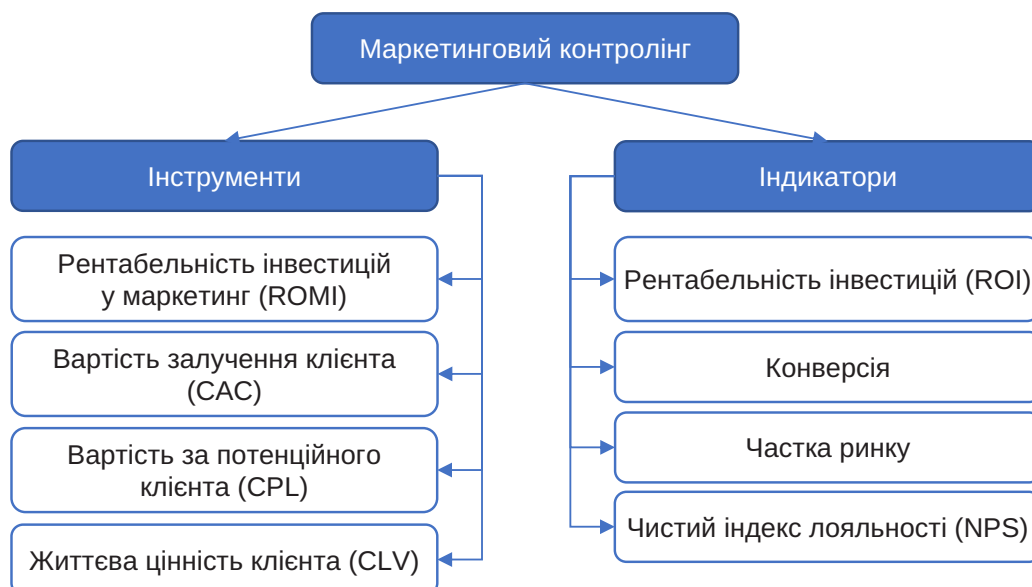 Маркетинговий контролінг
Інструменти
Рентабельність інвестицій
у маркетинг (ROMI)
Вартість залучення клієнта
(CAC)
Вартість за потенційного
клієнта (CPL)
Життєва цінність клієнта (CLV)
Індикатори
Рентабельність інвестицій (ROI)
Конверсія
Частка ринку
Чистий індекс лояльності (NPS)